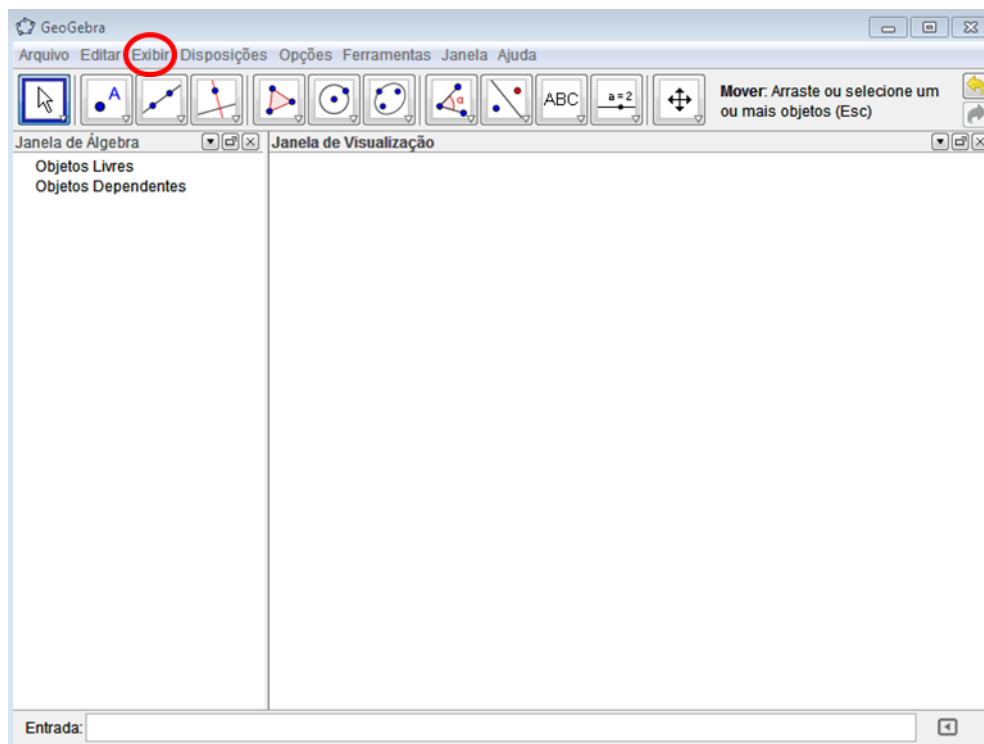 GeoGebra
Arquivo Editar Exibir Disposições Opções Ferramentas Janela Ajuda
A α ABC a=2 Mover: Arraste ou selecione um
ou mais objetos (Esc)
Janela de Álgebra Janela de Visualização
Objetos Livres
Objetos Dependentes
Entrada: